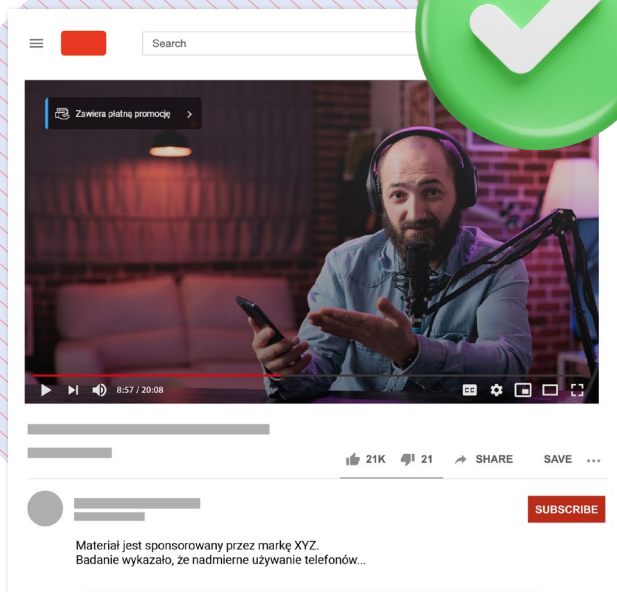 Search
Zawiera płatną promocję
8:57 / 20:08
CC
21K 21 SHARE SAVE ...
SUBSCRIBE
Materiał jest sponsorowany przez markę XYZ.
Badanie wykazało, że nadmierne używanie telefonów...